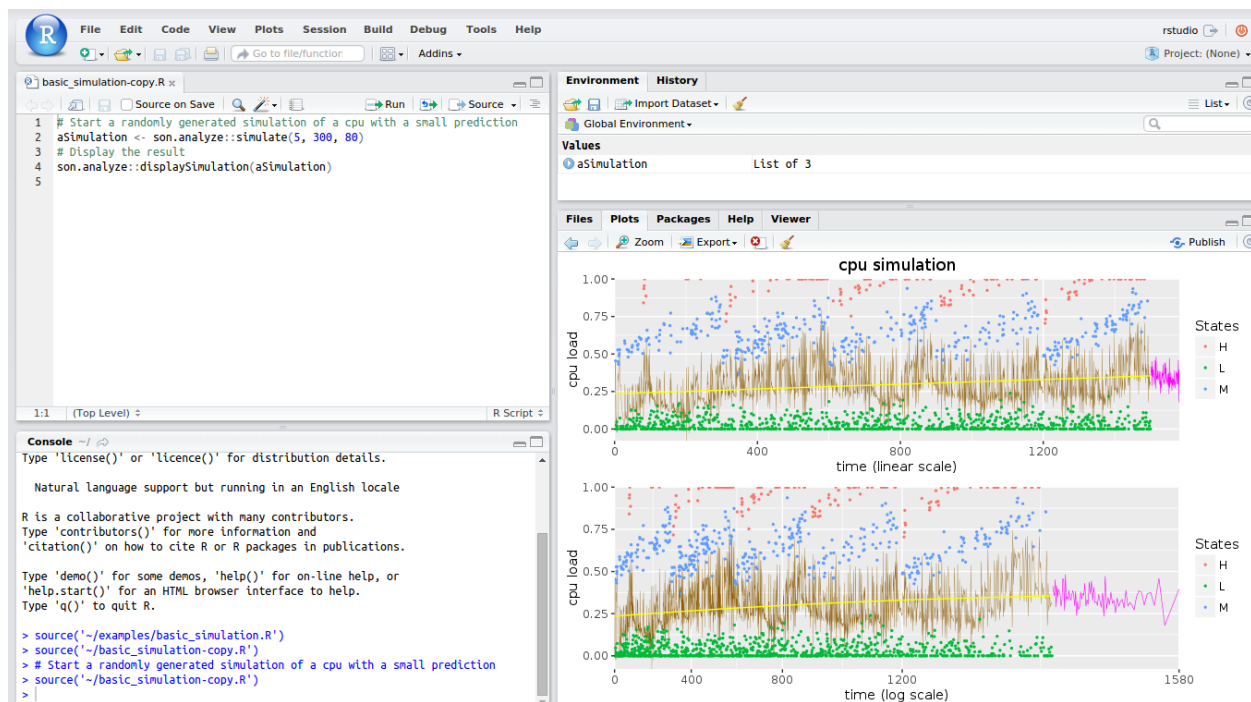 R File Edit Code View Plots Session Build Debug Tools Help rstudio
Go to file/function Addins Project: (None)
basic_simulation-copy.R
Source on Save Run Source
1 # Start a randomly generated simulation of a cpu with a small prediction
2 aSimulation <- son.analyze::simulate(5, 300, 80)
3 # Display the result
4 son.analyze::displaySimulation(aSimulation)
5
1:1 (Top Level) R Script
Console ~/
Type 'license()' or 'licence()' for distribution details.
Natural language support but running in an English locale
R is a collaborative project with many contributors.
Type 'contributors()' for more information and
'citation()' on how to cite R or R packages in publications.
Type 'demo()' for some demos, 'help()' for on-line help, or
'help.start()' for an HTML browser interface to help.
Type 'q()' to quit R.
> source('~/examples/basic_simulation.R')
> source('~/basic_simulation-copy.R')
> # Start a randomly generated simulation of a cpu with a small prediction
> source('~/basic_simulation-copy.R')
>
Environment History
Import Dataset List
Global Environment
Values
aSimulation List of 3
Files Plots Packages Help Viewer
Zoom Export Publish
cpu simulation
1.00
0.75
0.50
0.25
0.00
cpu load
0 400 800 1200
time (linear scale)
States
H
L
M
1.00
0.75
0.50
0.25
0.00
cpu load
0 400 800 1200 1580
time (log scale)
States
H
L
M